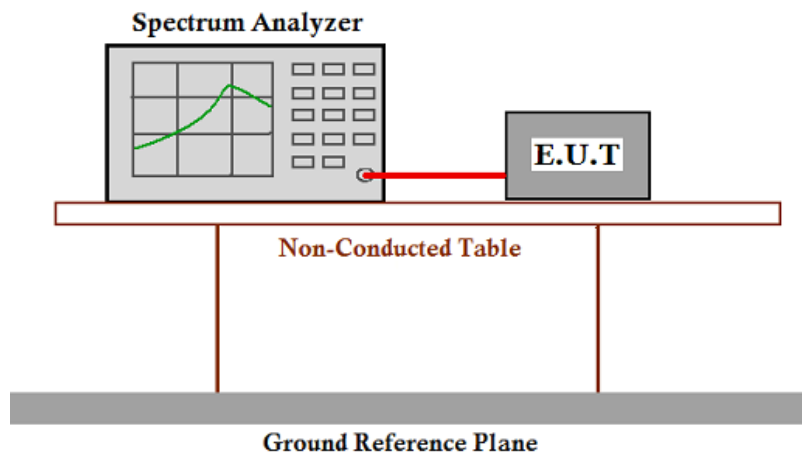 Spectrum Analyzer
E.U.T
Non-Conducted Table
Ground Reference Plane